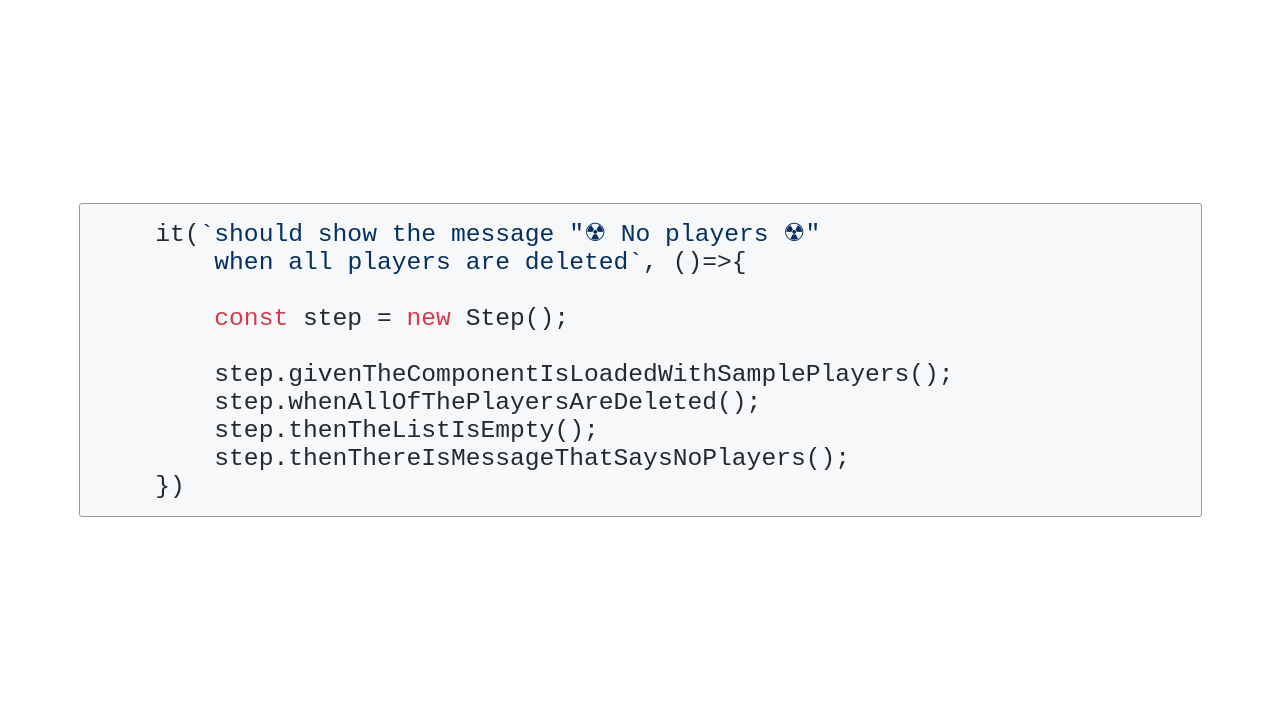 it(`should show the message "☢ No players ☢"
when all players are deleted`, ()=>{
const step = new Step();
step.givenTheComponentIsLoadedWithSamplePlayers();
step.whenAllOfThePlayersAreDeleted();
step.thenTheListIsEmpty();
step.thenThereIsMessageThatSaysNoPlayers();
})